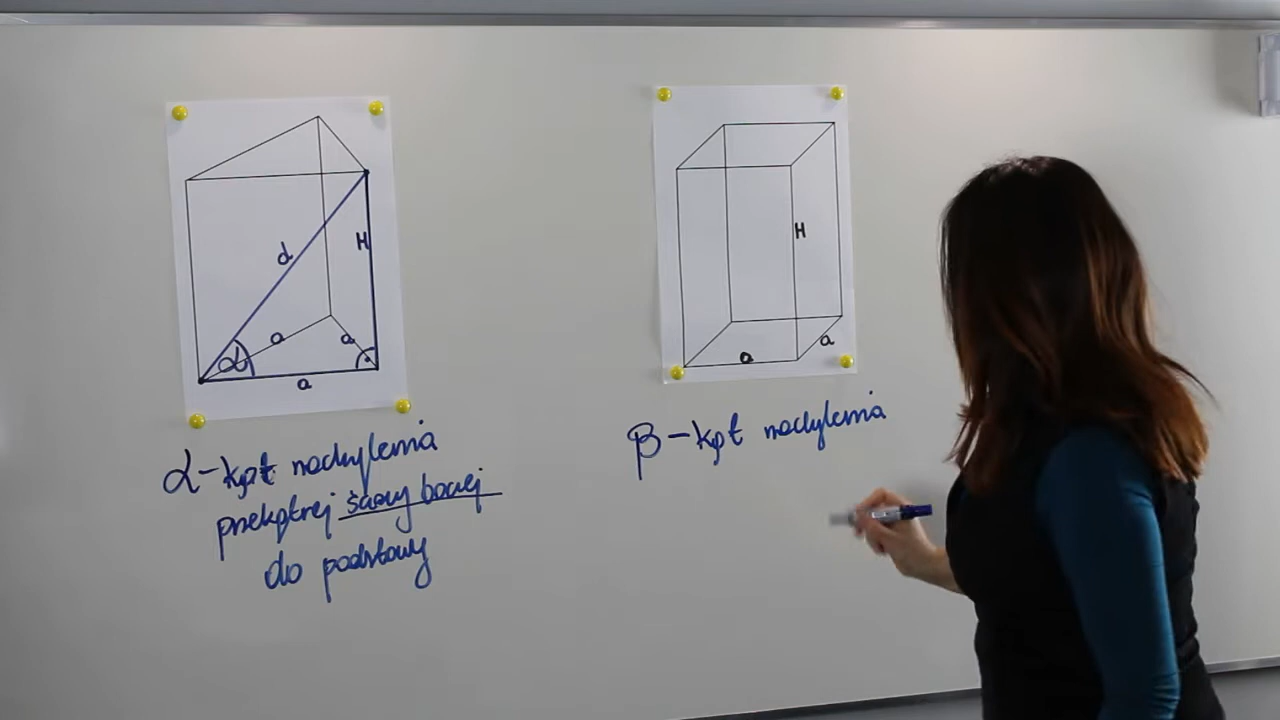 d
H
α
a
a
a
H
a
a
α-kąt nachylenia
przekątnej ściany bocznej
do podstawy
β-kąt nachylenia